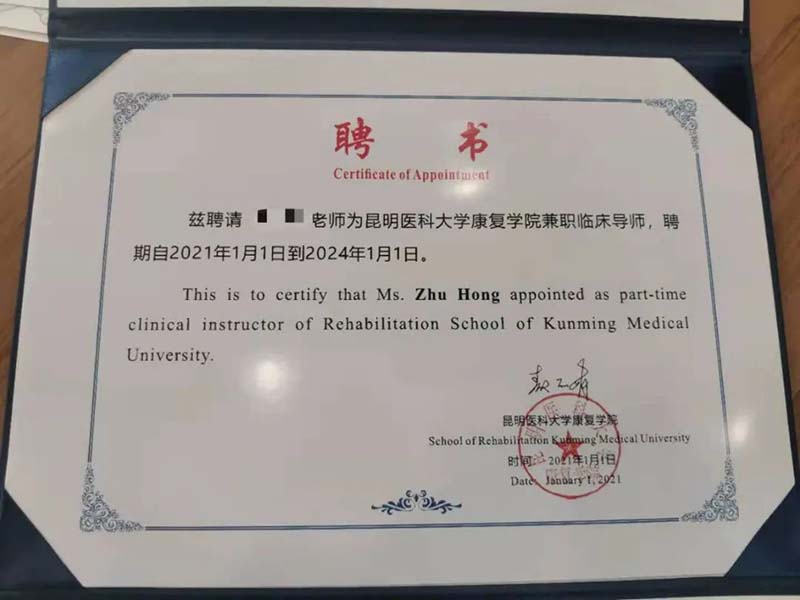 聘 书
Certificate of Appointment
兹聘请 老师为昆明医科大学康复学院兼职临床导师，聘
期自2021年1月1日到2024年1月1日。
This is to certify that Ms. Zhu Hong appointed as part-time
clinical instructor of Rehabilitation School of Kunming Medical
University.
昆明医科大学康复学院
School of Rehabilitation Kunming Medical University
时间：2021年1月1日
Date: January 1, 2021